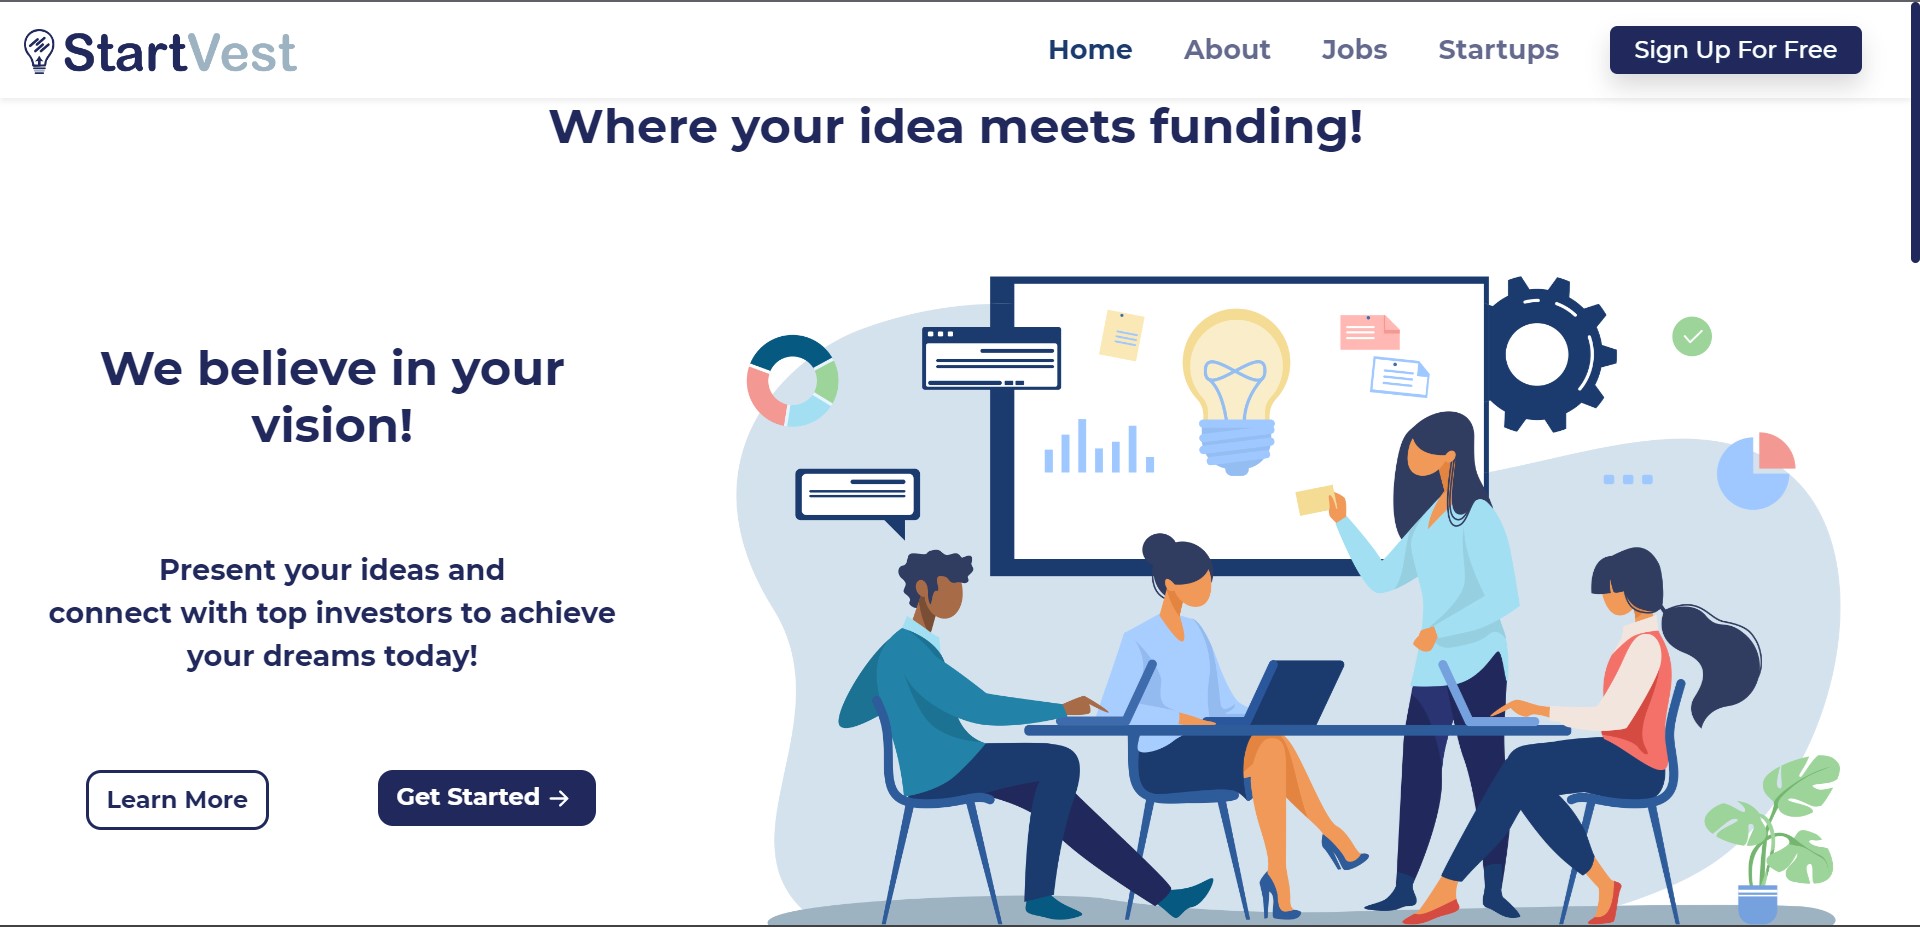 StartVest
Home About Jobs Startups Sign Up For Free
Where your idea meets funding!
We believe in your
vision!
Present your ideas and
connect with top investors to achieve
your dreams today!
Learn More Get Started →